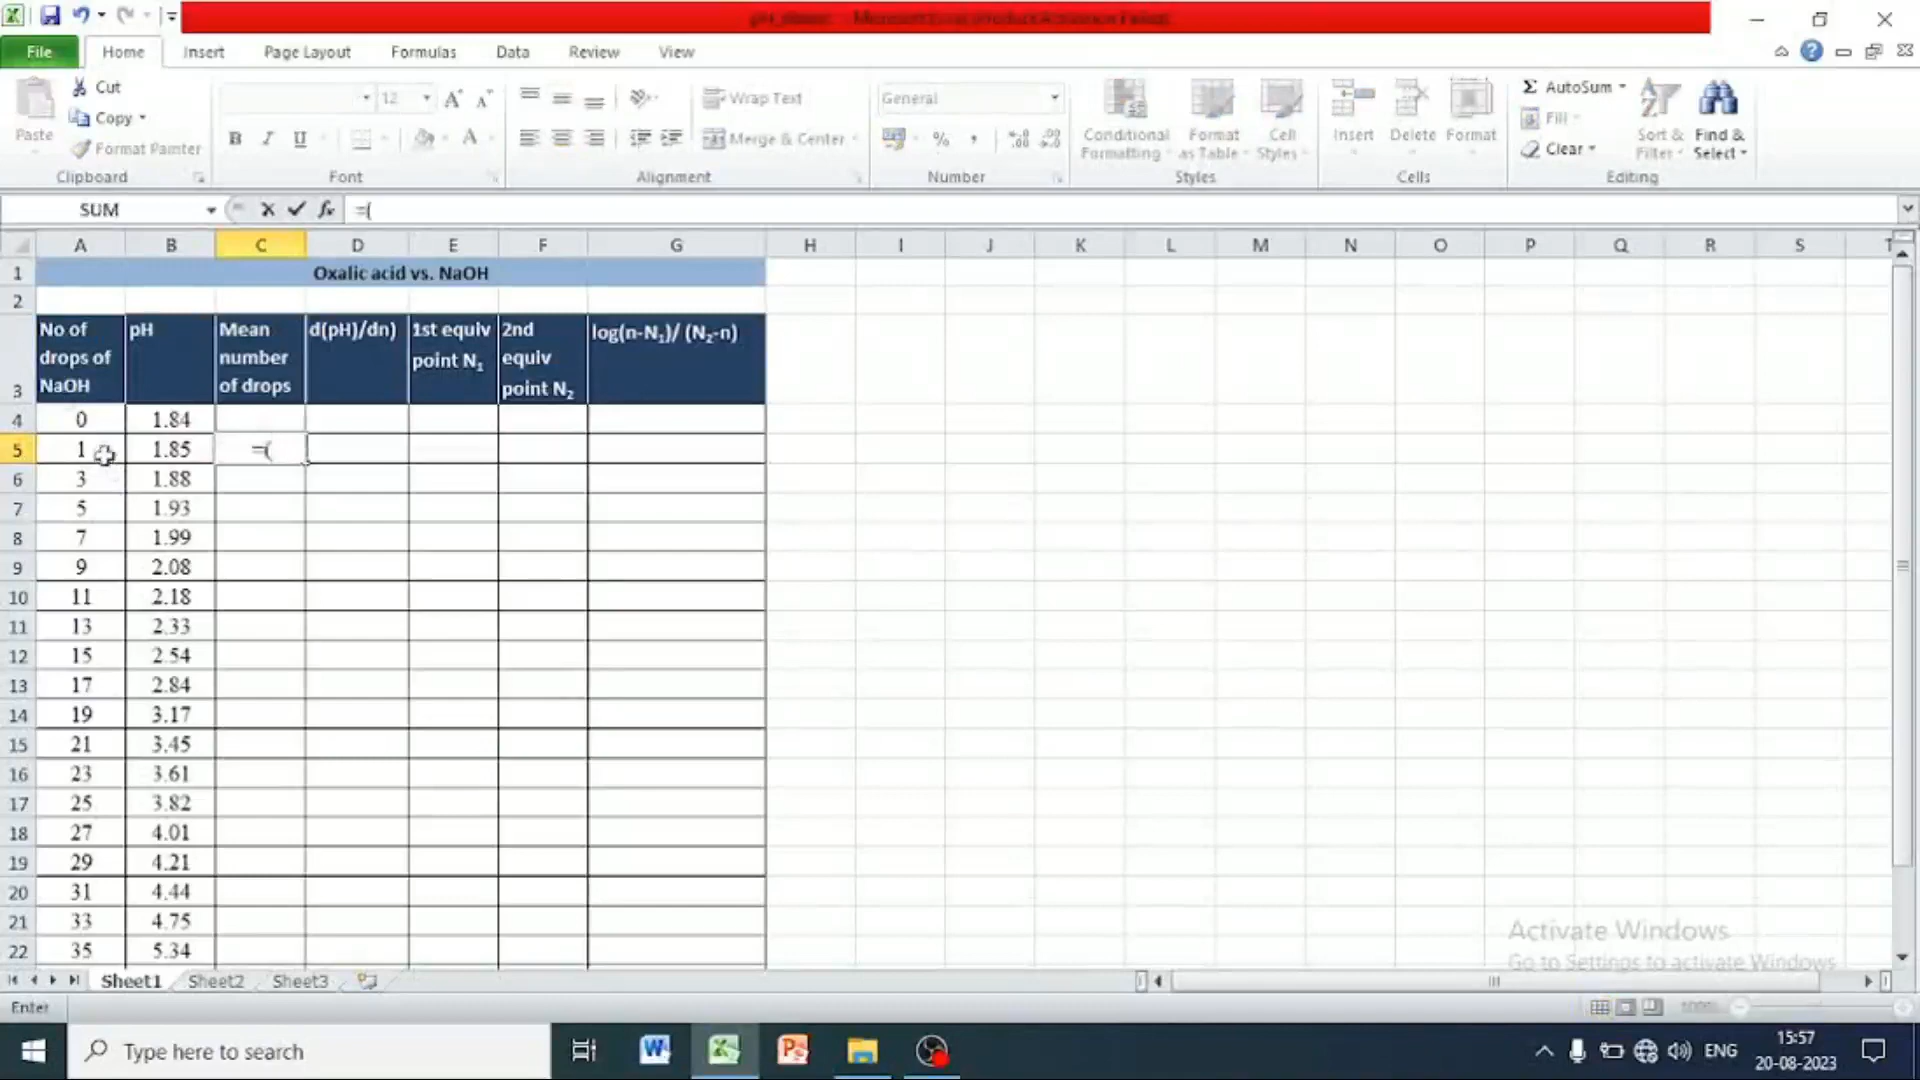 File Home Insert Page Layout Formulas Data Review View
Cut
Copy
Format Painter
Paste
12
Wrap Text
Merge & Center
General
Conditional Formatting
Format as Table
Cell Styles
Insert Delete Format
AutoSum
Fill
Clear
Sort & Filter
Find & Select
Clipboard Font Alignment Number Styles Cells Editing
SUM =(
A B C D E F G H I J K L M N O P Q R S T
1 Oxalic acid vs. NaOH
2
3 No of drops of NaOH pH Mean number of drops d(pH)/dn) 1st equiv point N₁ 2nd equiv point N₂ log(n-N₁)/ (N₂-n)
4 0 1.84
5 1 1.85 =(
6 3 1.88
7 5 1.93
8 7 1.99
9 9 2.08
10 11 2.18
11 13 2.33
12 15 2.54
13 17 2.84
14 19 3.17
15 21 3.45
16 23 3.61
17 25 3.82
18 27 4.01
19 29 4.21
20 31 4.44
21 33 4.75
22 35 5.34
Activate Windows
Go to Settings to activate Windows
Sheet1 Sheet2 Sheet3
Enter
Type here to search
ENG
15:57
20-08-2023